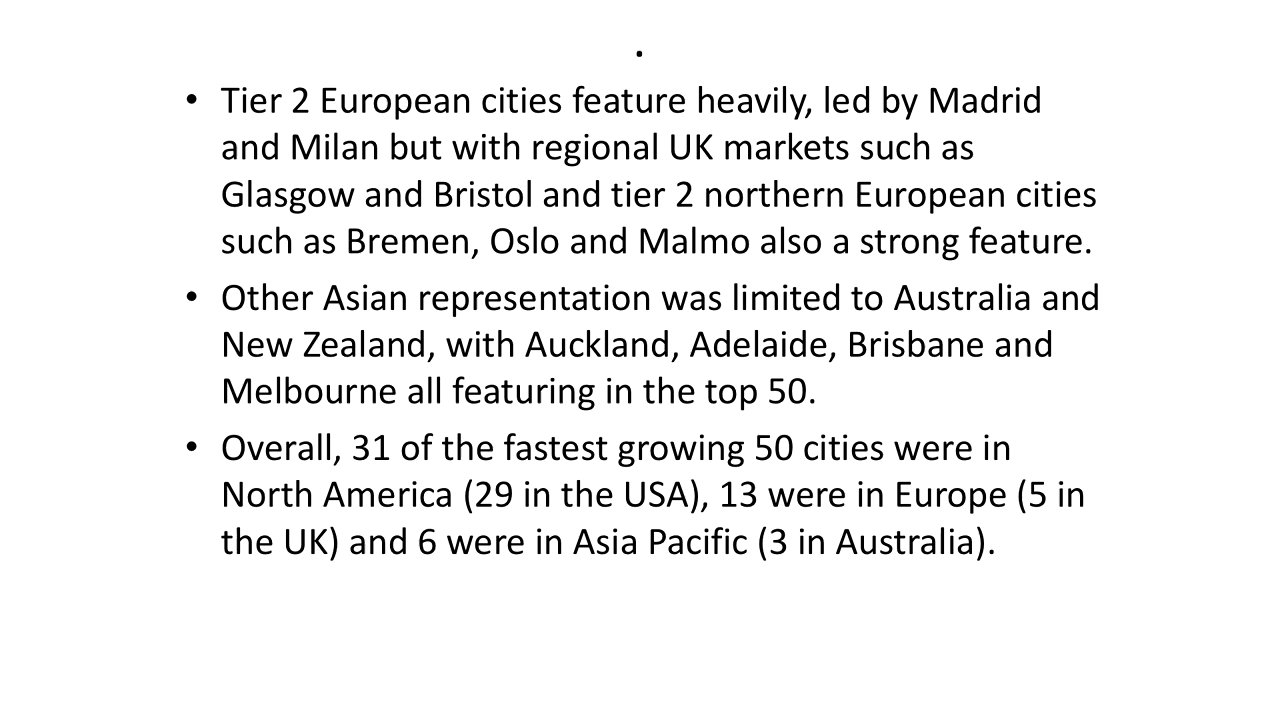 .
• Tier 2 European cities feature heavily, led by Madrid
and Milan but with regional UK markets such as
Glasgow and Bristol and tier 2 northern European cities
such as Bremen, Oslo and Malmo also a strong feature.
• Other Asian representation was limited to Australia and
New Zealand, with Auckland, Adelaide, Brisbane and
Melbourne all featuring in the top 50.
• Overall, 31 of the fastest growing 50 cities were in
North America (29 in the USA), 13 were in Europe (5 in
the UK) and 6 were in Asia Pacific (3 in Australia).